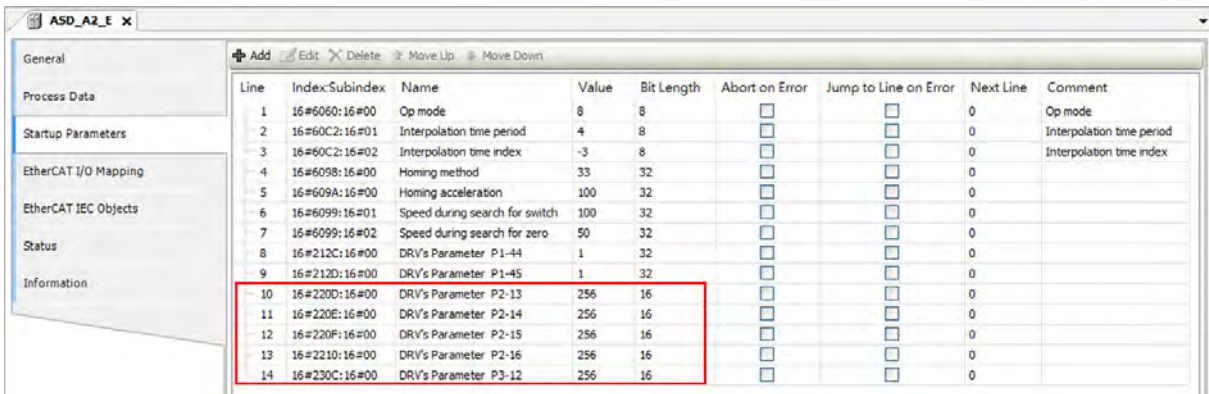 ASD_A2_E X
General
Process Data
Startup Parameters
EtherCAT I/O Mapping
EtherCAT IEC Objects
Status
Information
Add Edit Delete Move Up Move Down
Line Index:Subindex Name Value Bit Length Abort on Error Jump to Line on Error Next Line Comment
1 16#6060:16#00 Op mode 8 8 0 Op mode
2 16#60C2:16#01 Interpolation time period 4 8 0 Interpolation time period
3 16#60C2:16#02 Interpolation time index -3 8 0 Interpolation time index
4 16#6098:16#00 Homing method 33 32 0
5 16#609A:16#00 Homing acceleration 100 32 0
6 16#6099:16#01 Speed during search for switch 100 32 0
7 16#6099:16#02 Speed during search for zero 50 32 0
8 16#212C:16#00 DRV's Parameter P1-44 1 32 0
9 16#212D:16#00 DRV's Parameter P1-45 1 32 0
10 16#220D:16#00 DRV's Parameter P2-13 256 16 0
11 16#220E:16#00 DRV's Parameter P2-14 256 16 0
12 16#220F:16#00 DRV's Parameter P2-15 256 16 0
13 16#2210:16#00 DRV's Parameter P2-16 256 16 0
14 16#230C:16#00 DRV's Parameter P3-12 256 16 0